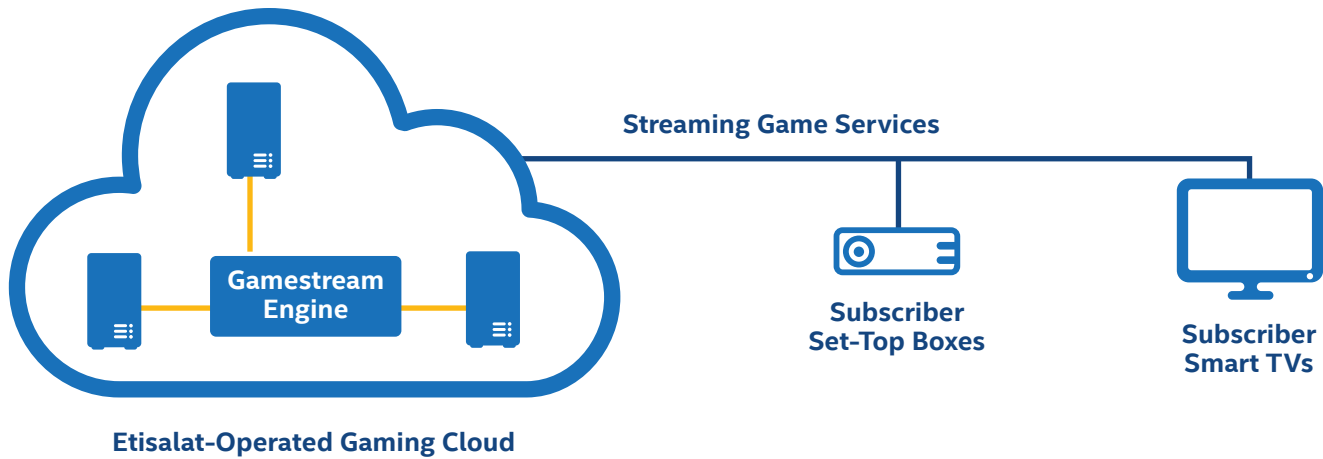 Streaming Game Services
Gamestream
Engine
Subscriber
Set-Top Boxes
Subscriber
Smart TVs
Etisalat-Operated Gaming Cloud